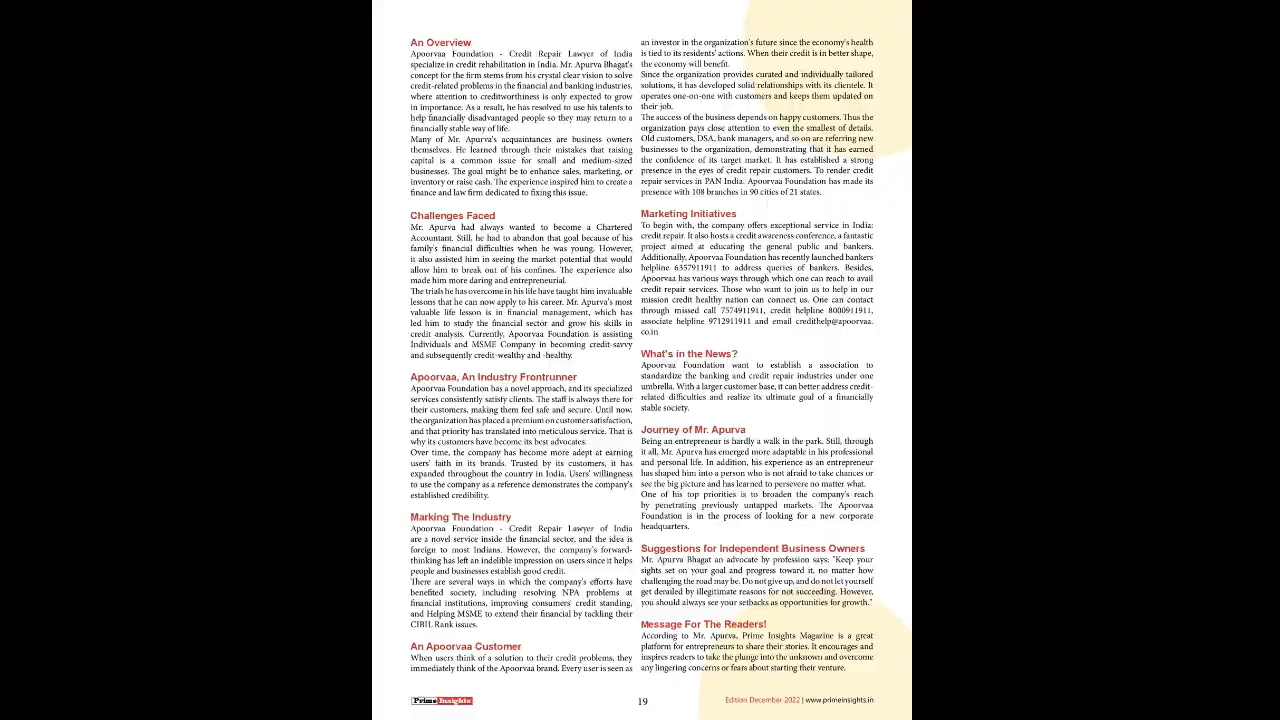 An Overview
Apoorvaa Foundation - Credit Repair Lawyer of India
specialize in credit rehabilitation in India. Mr. Apurva Bhagat's
concept for the firm stems from his crystal clear vision to solve
credit-related problems in the financial and banking industries,
where attention to creditworthiness is only expected to grow
in importance. As a result, he has resolved to use his talents to
help financially disadvantaged people so they may return to a
financially stable way of life.
Many of Mr. Apurva's acquaintances are business owners
themselves. He learned through their mistakes that raising
capital is a common issue for small and medium-sized
businesses. The goal might be to enhance sales, marketing, or
inventory or raise cash. The experience inspired him to create a
finance and law firm dedicated to fixing this issue.
Challenges Faced
Mr. Apurva had always wanted to become a Chartered
Accountant. Still, he had to abandon that goal because of his
family's financial difficulties when he was young. However,
it also assisted him in seeing the market potential that would
allow him to break out of his confines. The experience also
made him more daring and entrepreneurial.
The trials he has overcome in his life have taught him invaluable
lessons that he can now apply to his career. Mr. Apurva's most
valuable life lesson is in financial management, which has
led him to study the financial sector and grow his skills in
credit analysis. Currently, Apoorvaa Foundation is assisting
Individuals and MSME Company in becoming credit-savvy
and subsequently credit-wealthy and -healthy.
Apoorvaa, An Industry Frontrunner
Apoorvaa Foundation has a novel approach, and its specialized
services consistently satisfy clients. The staff is always there for
their customers, making them feel safe and secure. Until now,
the organization has placed a premium on customer satisfaction,
and that priority has translated into meticulous service. That is
why its customers have become its best advocates.
Over time, the company has become more adept at earning
users' faith in its brands. Trusted by its customers, it has
expanded throughout the country in India. Users' willingness
to use the company as a reference demonstrates the company's
established credibility.
Marking The Industry
Apoorvaa Foundation - Credit Repair Lawyer of India
are a novel service inside the financial sector, and the idea is
foreign to most Indians. However, the company's forward-
thinking has left an indelible impression on users since it helps
people and businesses establish good credit.
There are several ways in which the company's efforts have
benefited society, including resolving NPA problems at
financial institutions, improving consumers' credit standing,
and Helping MSME to extend their financial by tackling their
CIBIL Rank issues.
An Apoorvaa Customer
When users think of a solution to their credit problems, they
immediately think of the Apoorvaa brand. Every user is seen as
an investor in the organization's future since the economy's health
is tied to its residents' actions. When their credit is in better shape,
the economy will benefit.
Since the organization provides curated and individually tailored
solutions, it has developed solid relationships with its clientele. It
operates one-on-one with customers and keeps them updated on
their job.
The success of the business depends on happy customers. Thus the
organization pays close attention to even the smallest of details.
Old customers, DSA, bank managers, and so on are referring new
businesses to the organization, demonstrating that it has earned
the confidence of its target market. It has established a strong
presence in the eyes of credit repair customers. To render credit
repair services in PAN India. Apoorvaa Foundation has made its
presence with 108 branches in 90 cities of 21 states.
Marketing Initiatives
To begin with, the company offers exceptional service in India:
credit repair. It also hosts a credit awareness conference, a fantastic
project aimed at educating the general public and bankers.
Additionally, Apoorvaa Foundation has recently launched bankers
helpline 6357911911 to address queries of bankers. Besides,
Apoorvaa has various ways through which one can reach to avail
credit repair services. Those who want to join us to help in our
mission credit healthy nation can connect us. One can contact
through missed call 7574911911, credit helpline 8000911911,
associate helpline 9712911911 and email credithelp@apoorvaa.
co.in
What's in the News?
Apoorvaa Foundation want to establish a association to
standardize the banking and credit repair industries under one
umbrella. With a larger customer base, it can better address credit-
related difficulties and realize its ultimate goal of a financially
stable society.
Journey of Mr. Apurva
Being an entrepreneur is hardly a walk in the park. Still, through
it all, Mr. Apurva has emerged more adaptable in his professional
and personal life. In addition, his experience as an entrepreneur
has shaped him into a person who is not afraid to take chances or
see the big picture and has learned to persevere no matter what.
One of his top priorities is to broaden the company's reach
by penetrating previously untapped markets. The Apoorvaa
Foundation is in the process of looking for a new corporate
headquarters.
Suggestions for Independent Business Owners
Mr. Apurva Bhagat an advocate by profession says: "Keep your
sights set on your goal and progress toward it, no matter how
challenging the road may be. Do not give up, and do not let yourself
get derailed by illegitimate reasons for not succeeding. However,
you should always see your setbacks as opportunities for growth."
Message For The Readers!
According to Mr. Apurva, Prime Insights Magazine is a great
platform for entrepreneurs to share their stories. It encourages and
inspires readers to take the plunge into the unknown and overcome
any lingering concerns or fears about starting their venture.
Prime Insights
19
Edition December 2022 | www.primeinsights.in